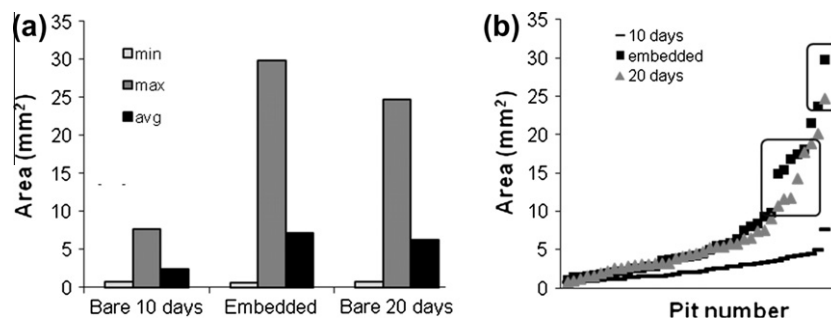 (a)
Area (mm²)
35
30
25
20
15
10
5
0
min
max
avg
Bare 10 days Embedded Bare 20 days
(b)
Area (mm²)
35
30
25
20
15
10
5
0
10 days
embedded
20 days
Pit number